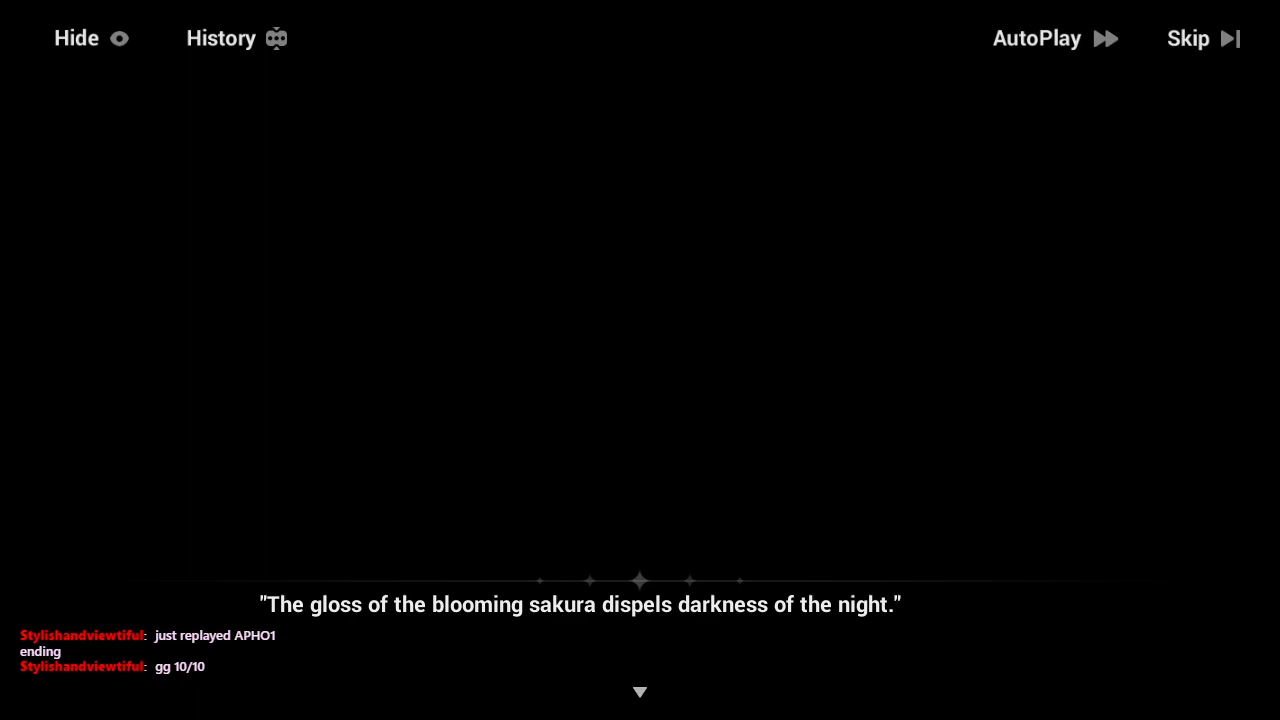 Hide
History
AutoPlay
Skip
"The gloss of the blooming sakura dispels darkness of the night."
Stylishandviewtiful: just replayed APHO1
ending
Stylishandviewtiful: gg 10/10